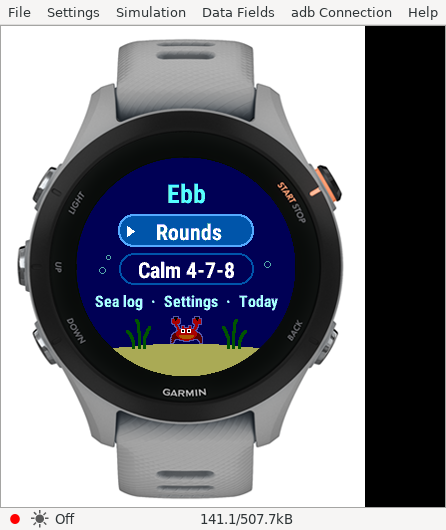 File Settings Simulation Data Fields adb Connection Help
LIGHT
START STOP
Ebb
Rounds
UP
Calm 4-7-8
Sea log · Settings · Today
DOWN
BACK
GARMIN
Off 141.1/507.7kB